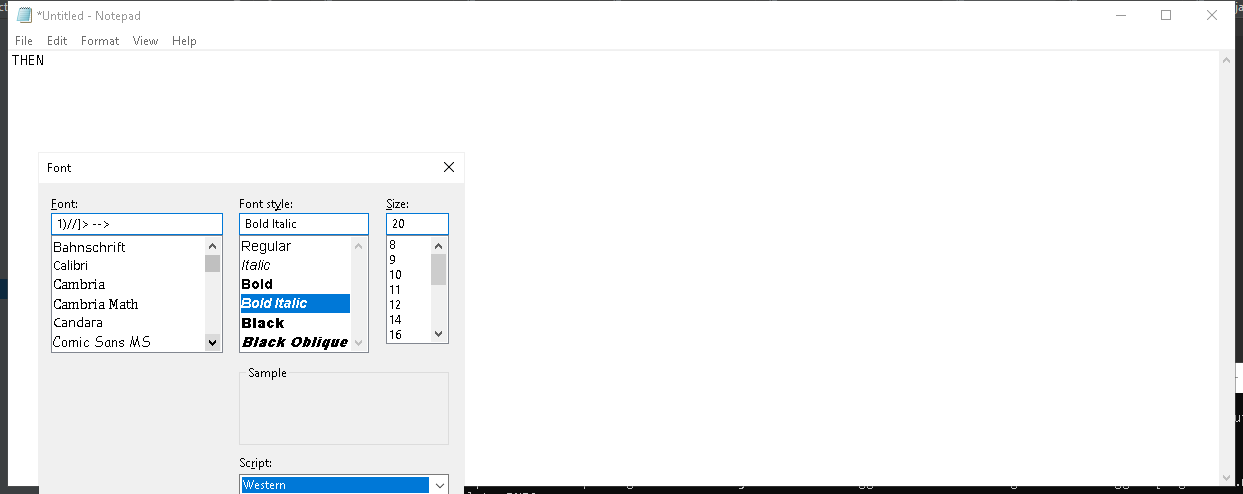 *Untitled - Notepad
File Edit Format View Help
THEN
Font
Font: Font style: Size:
1)//]> --> Bold Italic 20
Bahnschrift Regular 8
Calibri Italic 9
Cambria Bold 10
Cambria Math Bold Italic 11
Candara Black 12
Comic Sans MS Black Oblique 14
16
Sample
Script:
Western